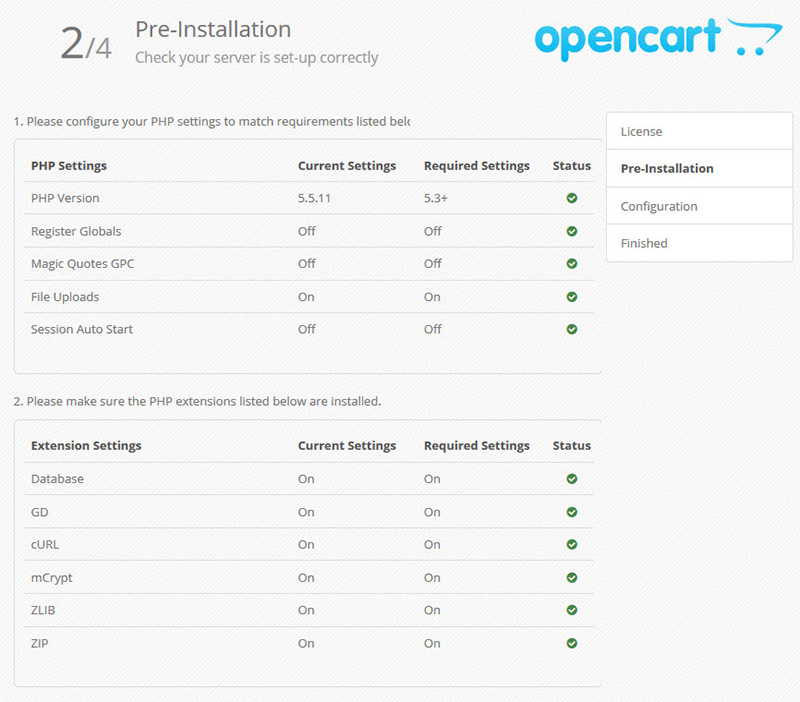 2/4
Pre-Installation
Check your server is set-up correctly
opencart
1. Please configure your PHP settings to match requirements listed
PHP Settings Current Settings Required Settings Status
PHP Version 5.5.11 5.3+
Register Globals Off Off
Magic Quotes GPC Off Off
File Uploads On On
Session Auto Start Off Off
License
Pre-Installation
Configuration
Finished
2. Please make sure the PHP extensions listed below are installed.
Extension Settings Current Settings Required Settings Status
Database On On
GD On On
cURL On On
mCrypt On On
ZLIB On On
ZIP On On